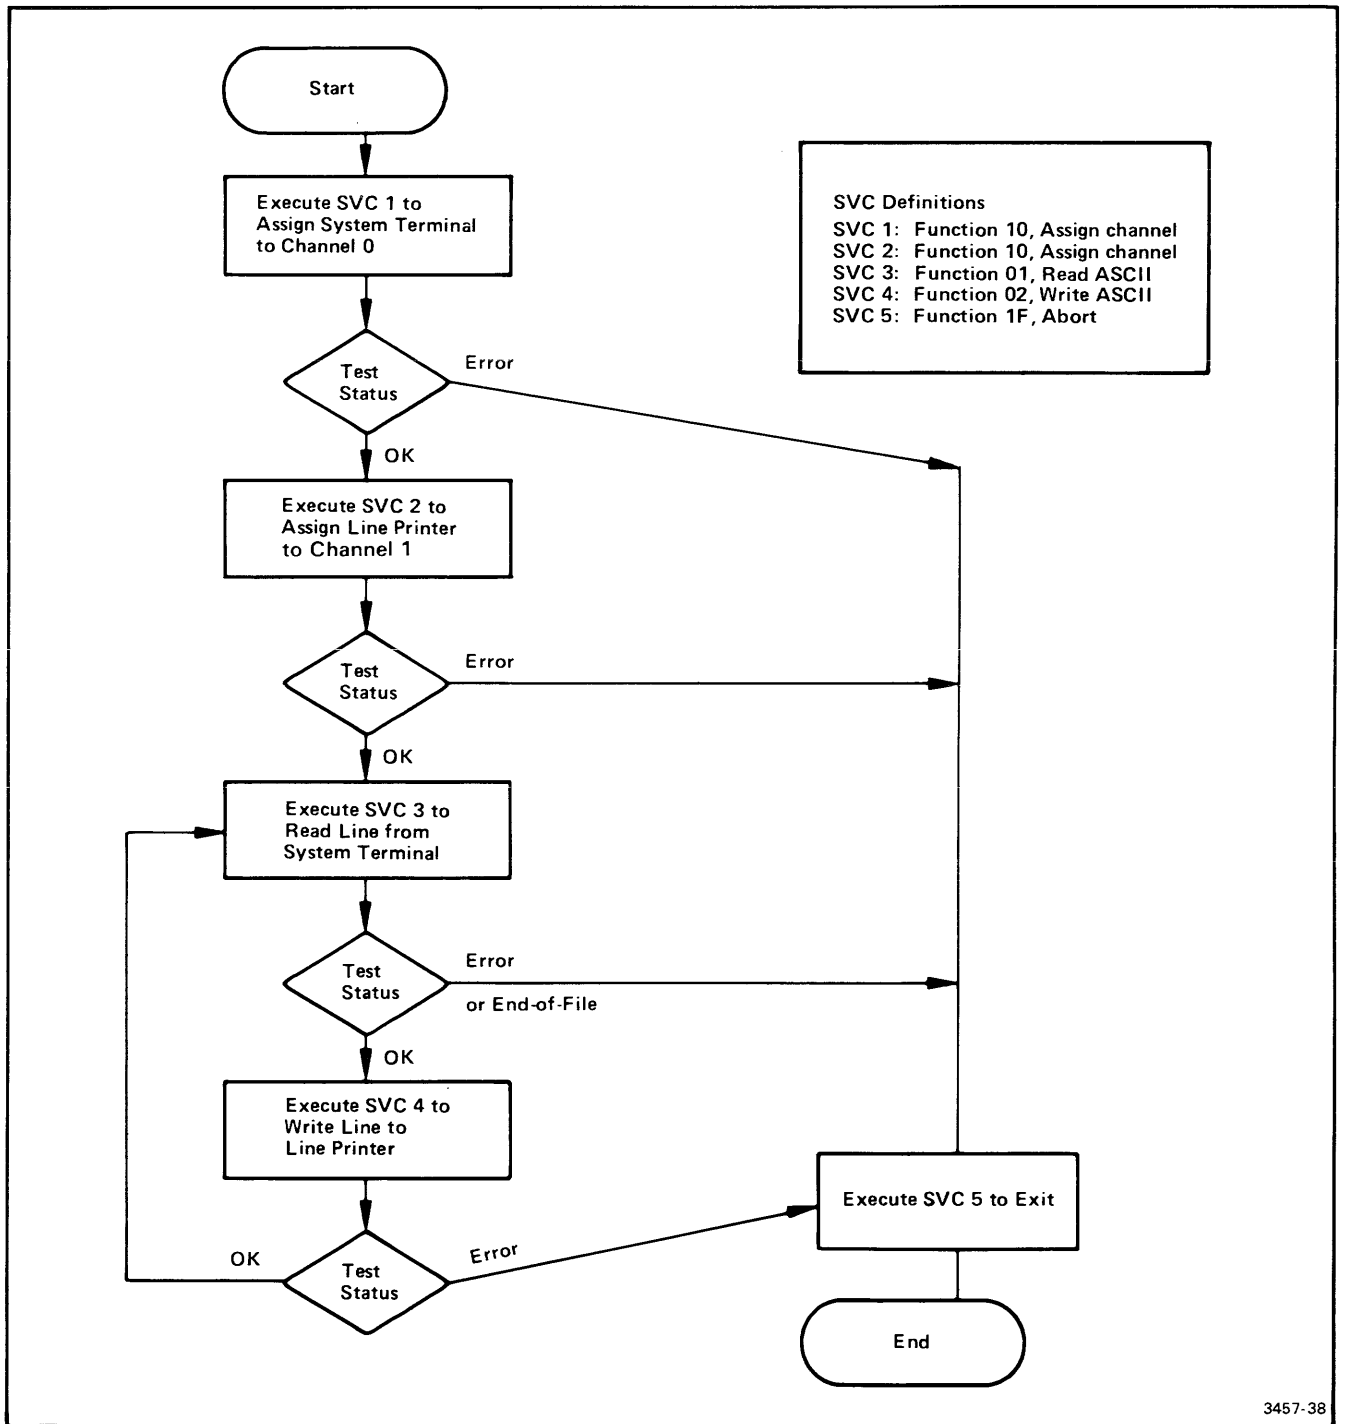 Start
Execute SVC 1 to
Assign System Terminal
to Channel 0
SVC Definitions
SVC 1: Function 10, Assign channel
SVC 2: Function 10, Assign channel
SVC 3: Function 01, Read ASCII
SVC 4: Function 02, Write ASCII
SVC 5: Function 1F, Abort
Test
Status
Error
OK
Execute SVC 2 to
Assign Line Printer
to Channel 1
Test
Status
Error
OK
Execute SVC 3 to
Read Line from
System Terminal
Test
Status
Error
or End-of-File
OK
Execute SVC 4 to
Write Line to
Line Printer
Execute SVC 5 to Exit
OK
Test
Status
Error
End
3457-38